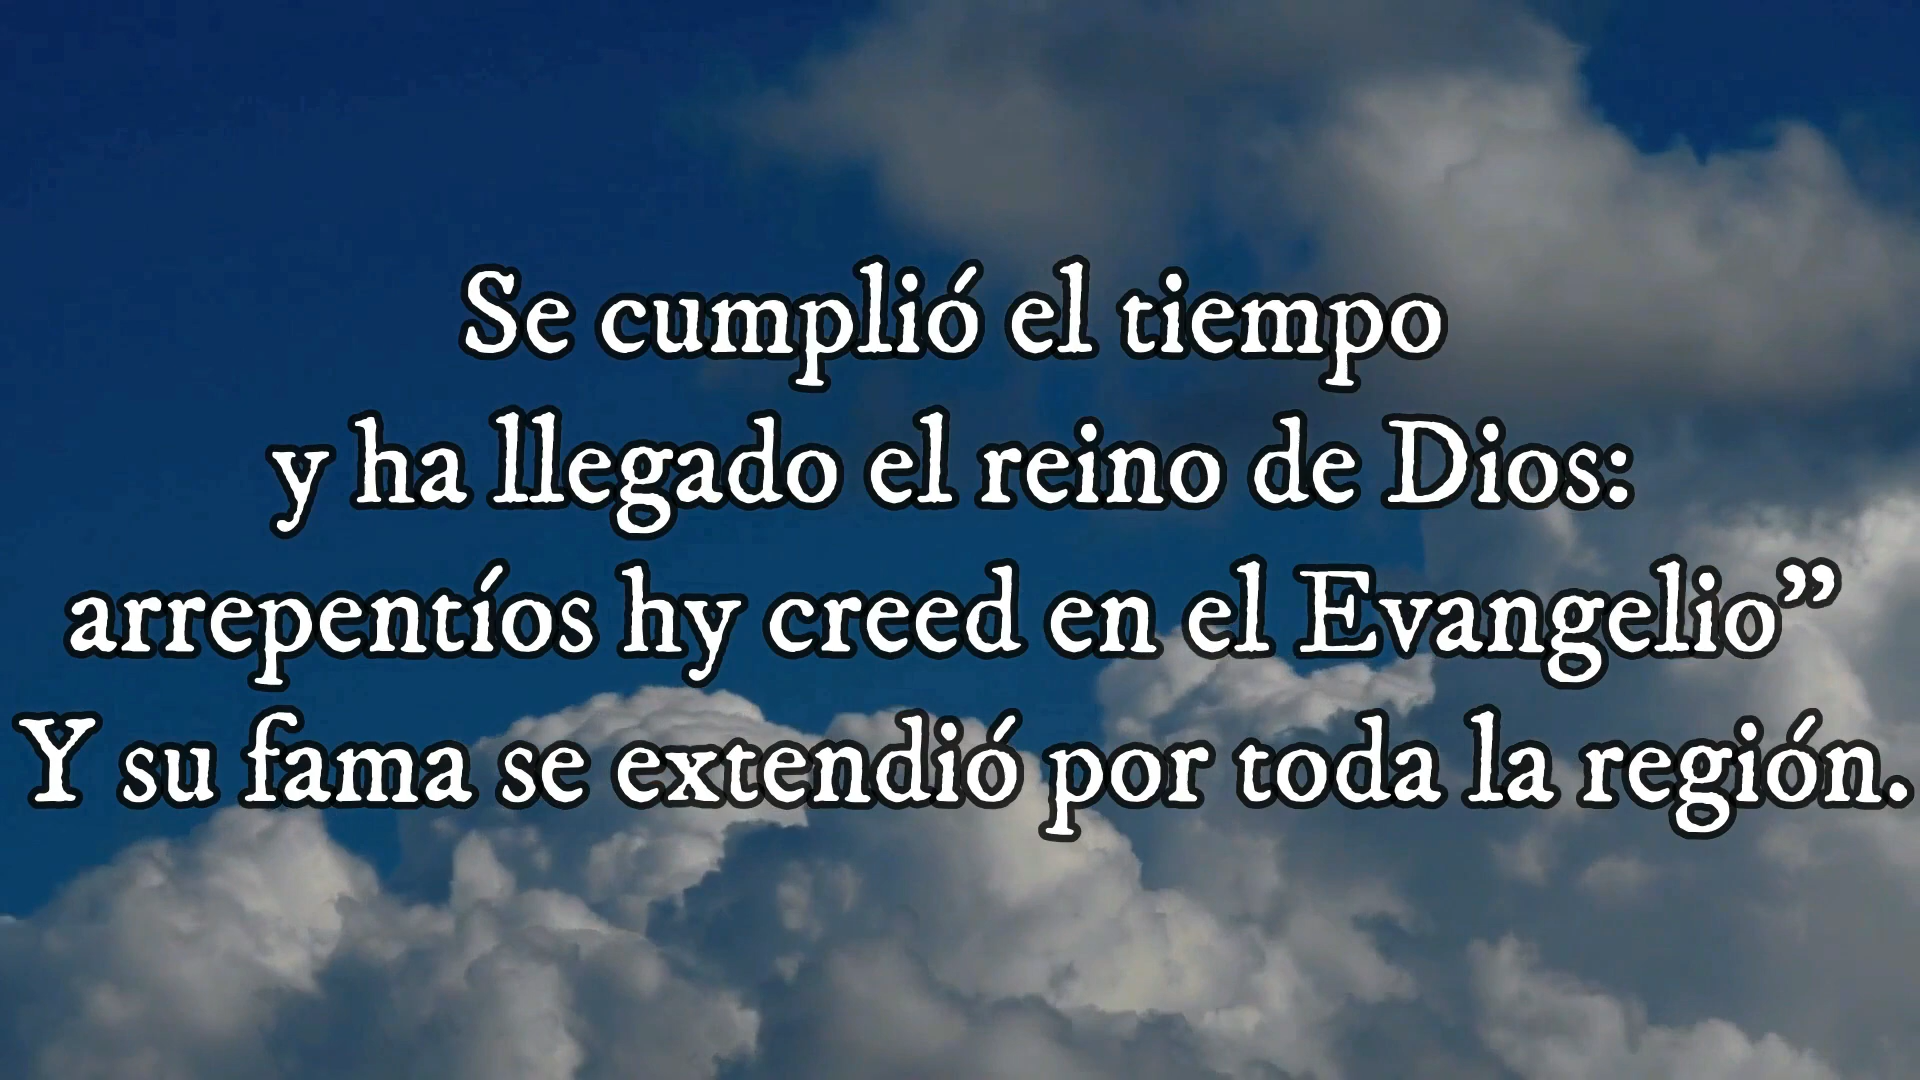 Se cumplió el tiempo
y ha llegado el reino de Dios:
arrepentíos hy creed en el Evangelio”
Y su fama se extendió por toda la región.